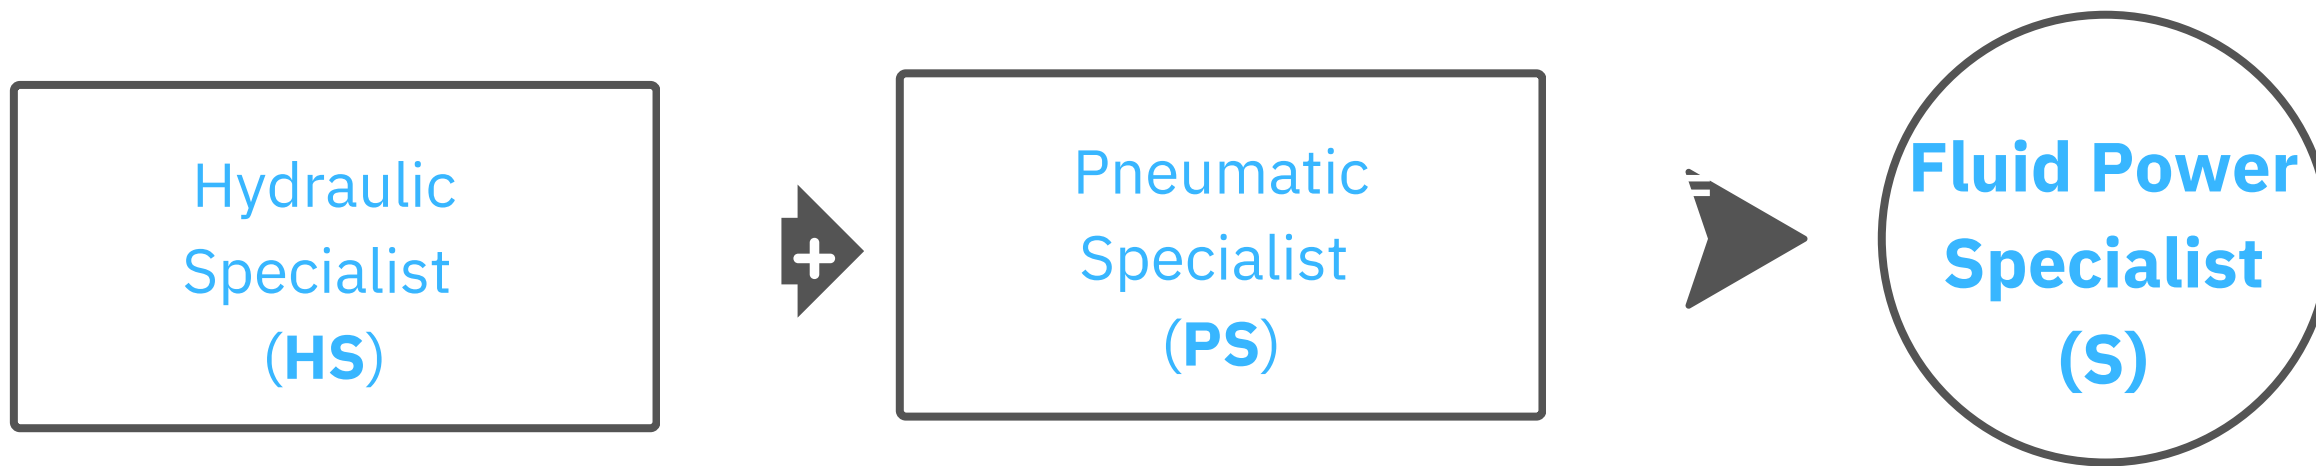 Hydraulic
Specialist
(HS)
+
Pneumatic
Specialist
(PS)
=
Fluid Power
Specialist
(S)